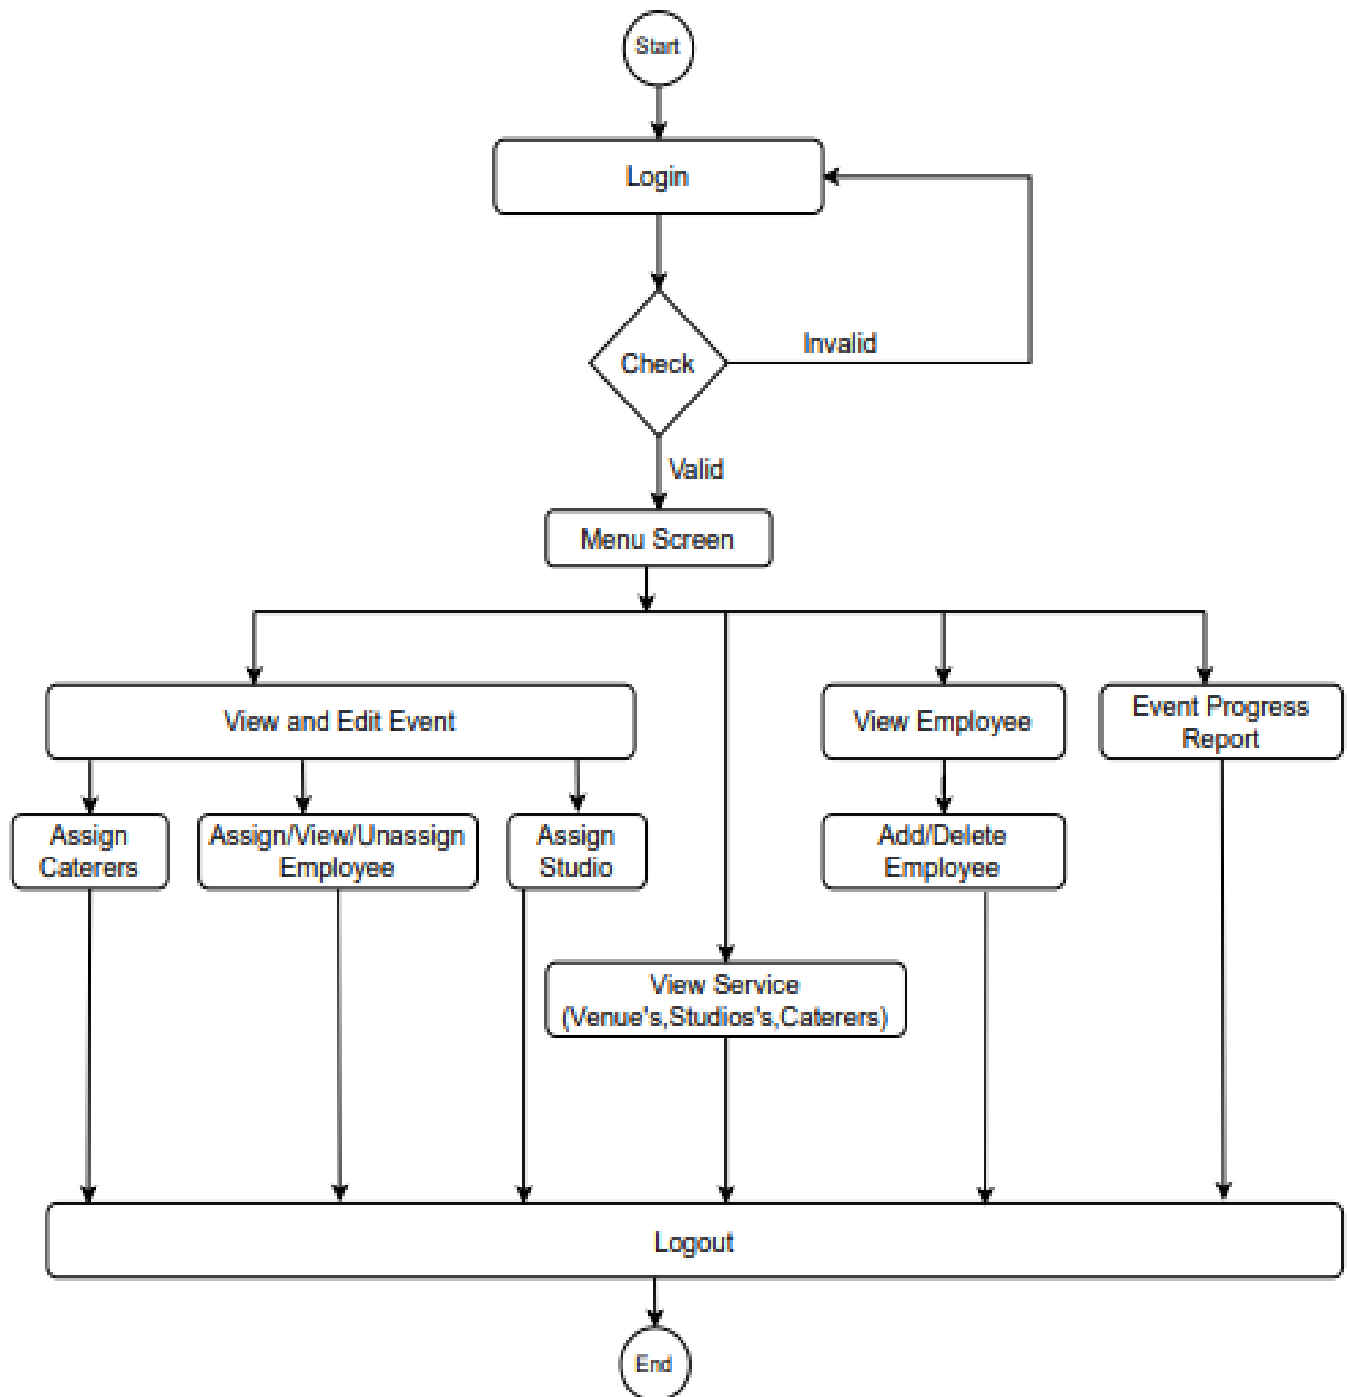 Start
Login
Invalid
Check
Valid
Menu Screen
View and Edit Event
View Employee
Event Progress
Report
Assign
Caterers
Assign/View/Unassign
Employee
Assign
Studio
Add/Delete
Employee
View Service
(Venue's,Studios's,Caterers)
Logout
End